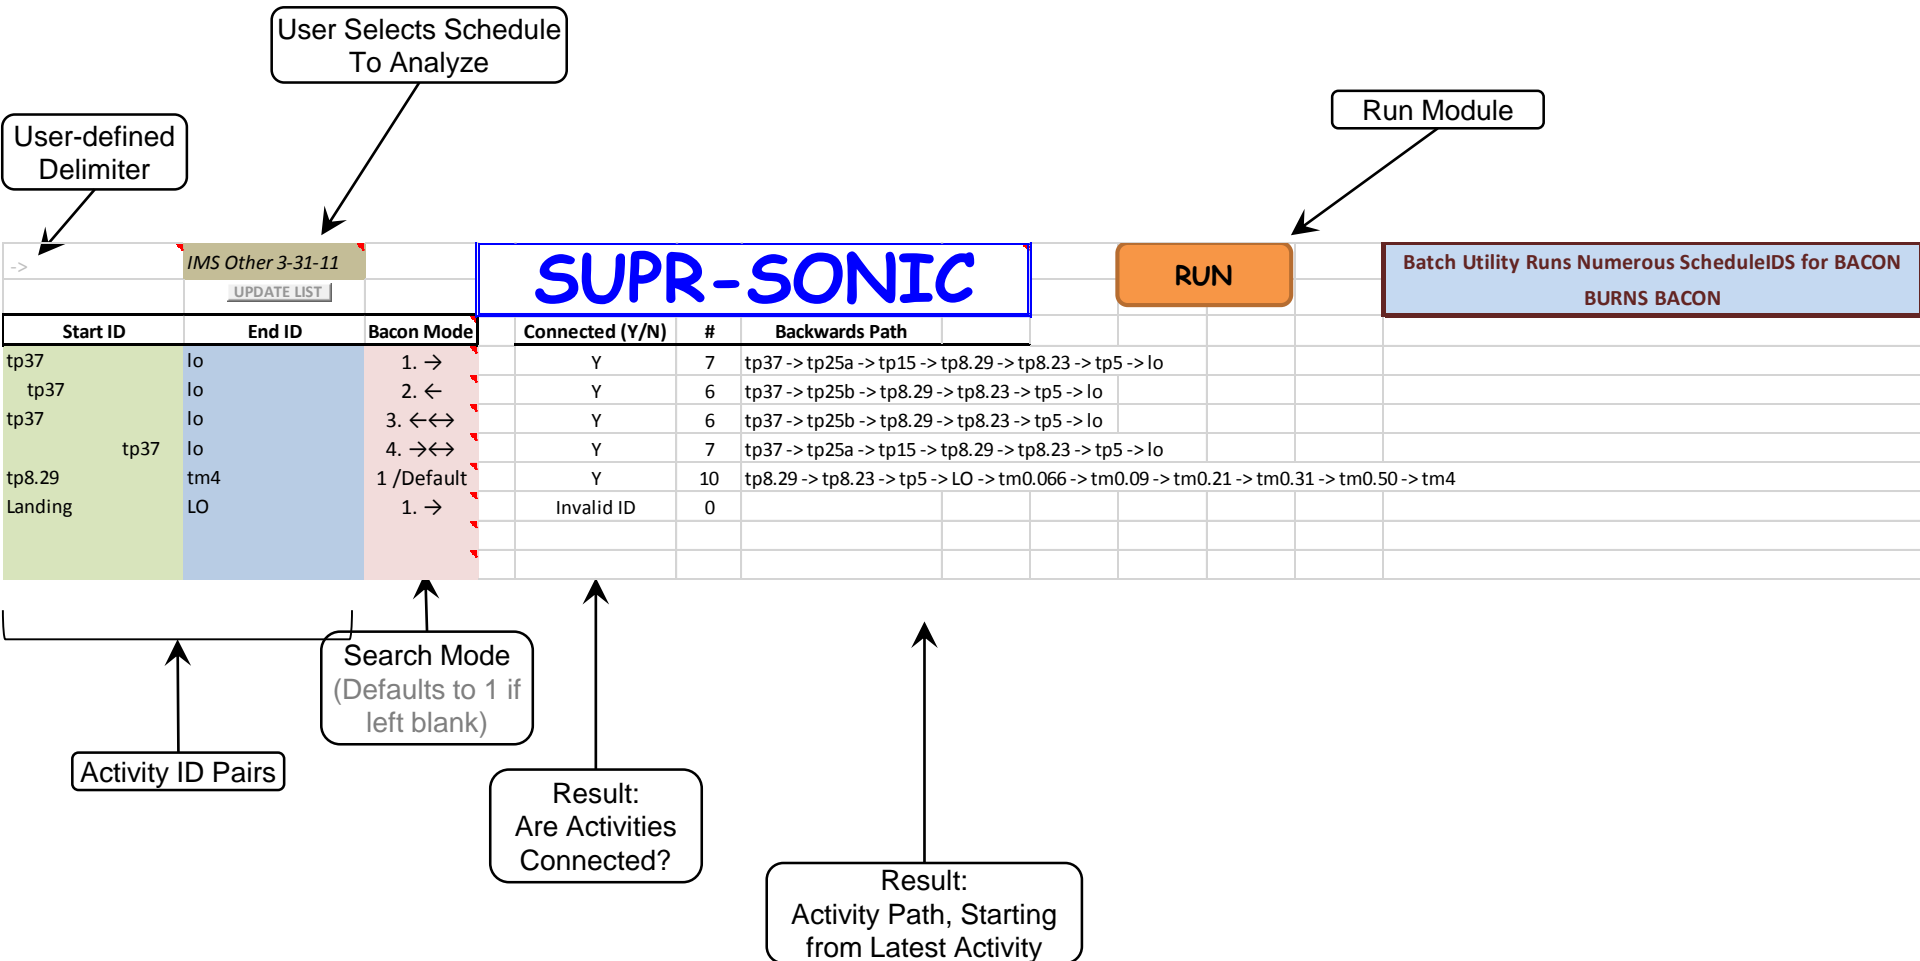 User Selects Schedule
To Analyze
User-defined
Delimiter
Run Module
->
IMS Other 3-31-11
UPDATE LIST
SUPR-SONIC
RUN
Batch Utility Runs Numerous ScheduleIDS for BACON
BURNS BACON
Start ID End ID Bacon Mode Connected (Y/N) # Backwards Path
tp37 lo 1. → Y 7 tp37 -> tp25a -> tp15 -> tp8.29 -> tp8.23 -> tp5 -> lo
tp37 lo 2. ← Y 6 tp37 -> tp25b -> tp8.29 -> tp8.23 -> tp5 -> lo
tp37 lo 3. ←↔ Y 6 tp37 -> tp25b -> tp8.29 -> tp8.23 -> tp5 -> lo
tp37 lo 4. →↔ Y 7 tp37 -> tp25a -> tp15 -> tp8.29 -> tp8.23 -> tp5 -> lo
tp8.29 tm4 1 /Default Y 10 tp8.29 -> tp8.23 -> tp5 -> LO -> tm0.066 -> tm0.09 -> tm0.21 -> tm0.31 -> tm0.50 -> tm4
Landing LO 1. → Invalid ID 0
Search Mode
(Defaults to 1 if
left blank)
Activity ID Pairs
Result:
Are Activities
Connected?
Result:
Activity Path, Starting
from Latest Activity